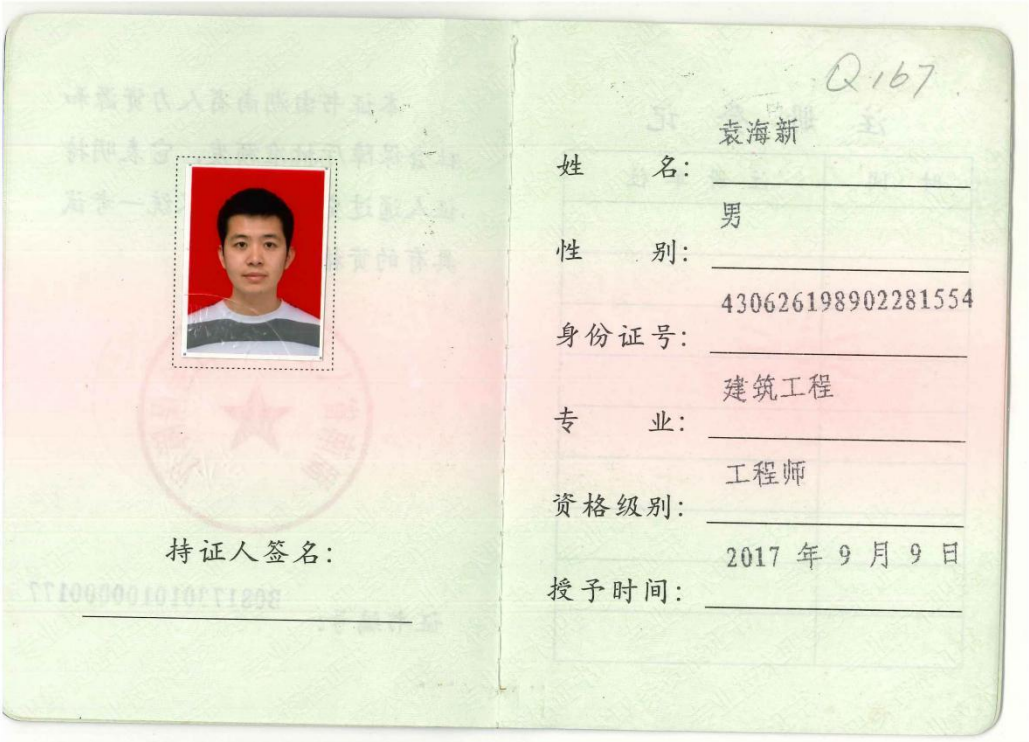 持证人签名：
Q167
姓 名：袁海新
性 别：男
身份证号：430626198902281554
专 业：建筑工程
资格级别：工程师
授予时间：2017 年 9 月 9 日